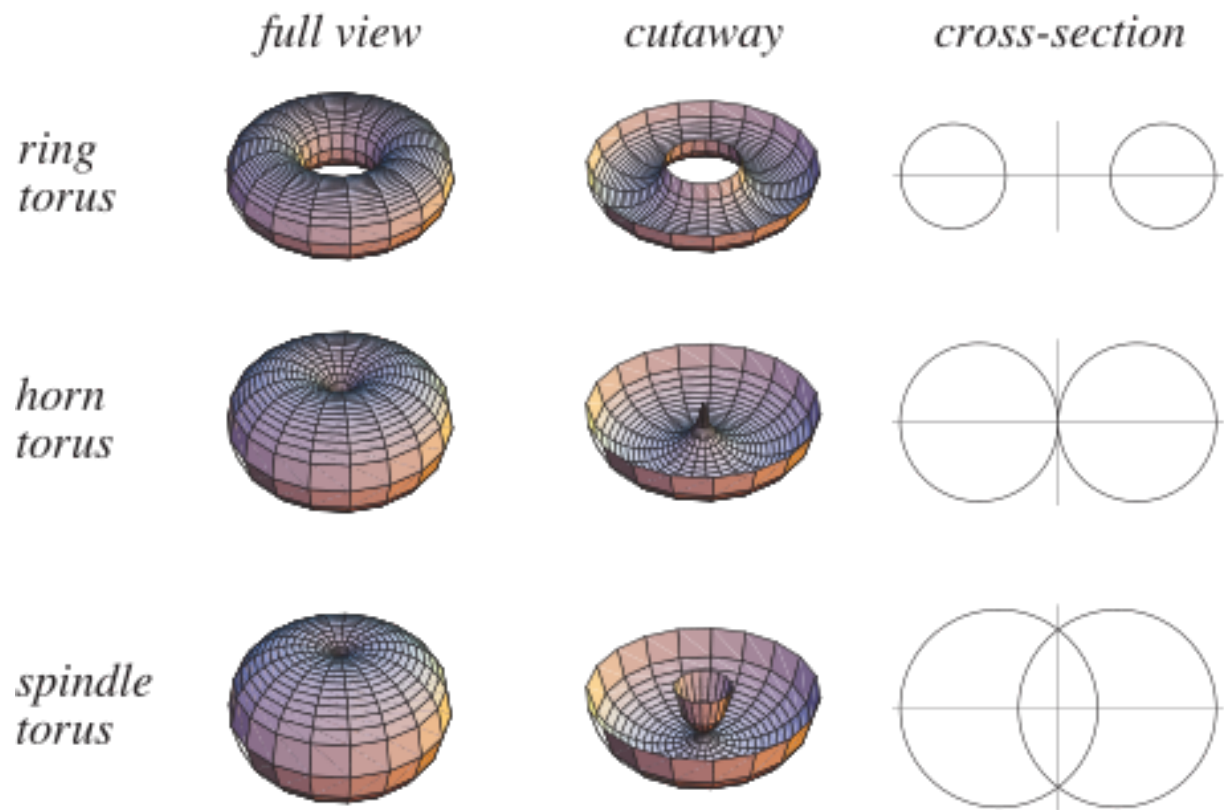 full view cutaway cross-section
ring
torus
horn
torus
spindle
torus